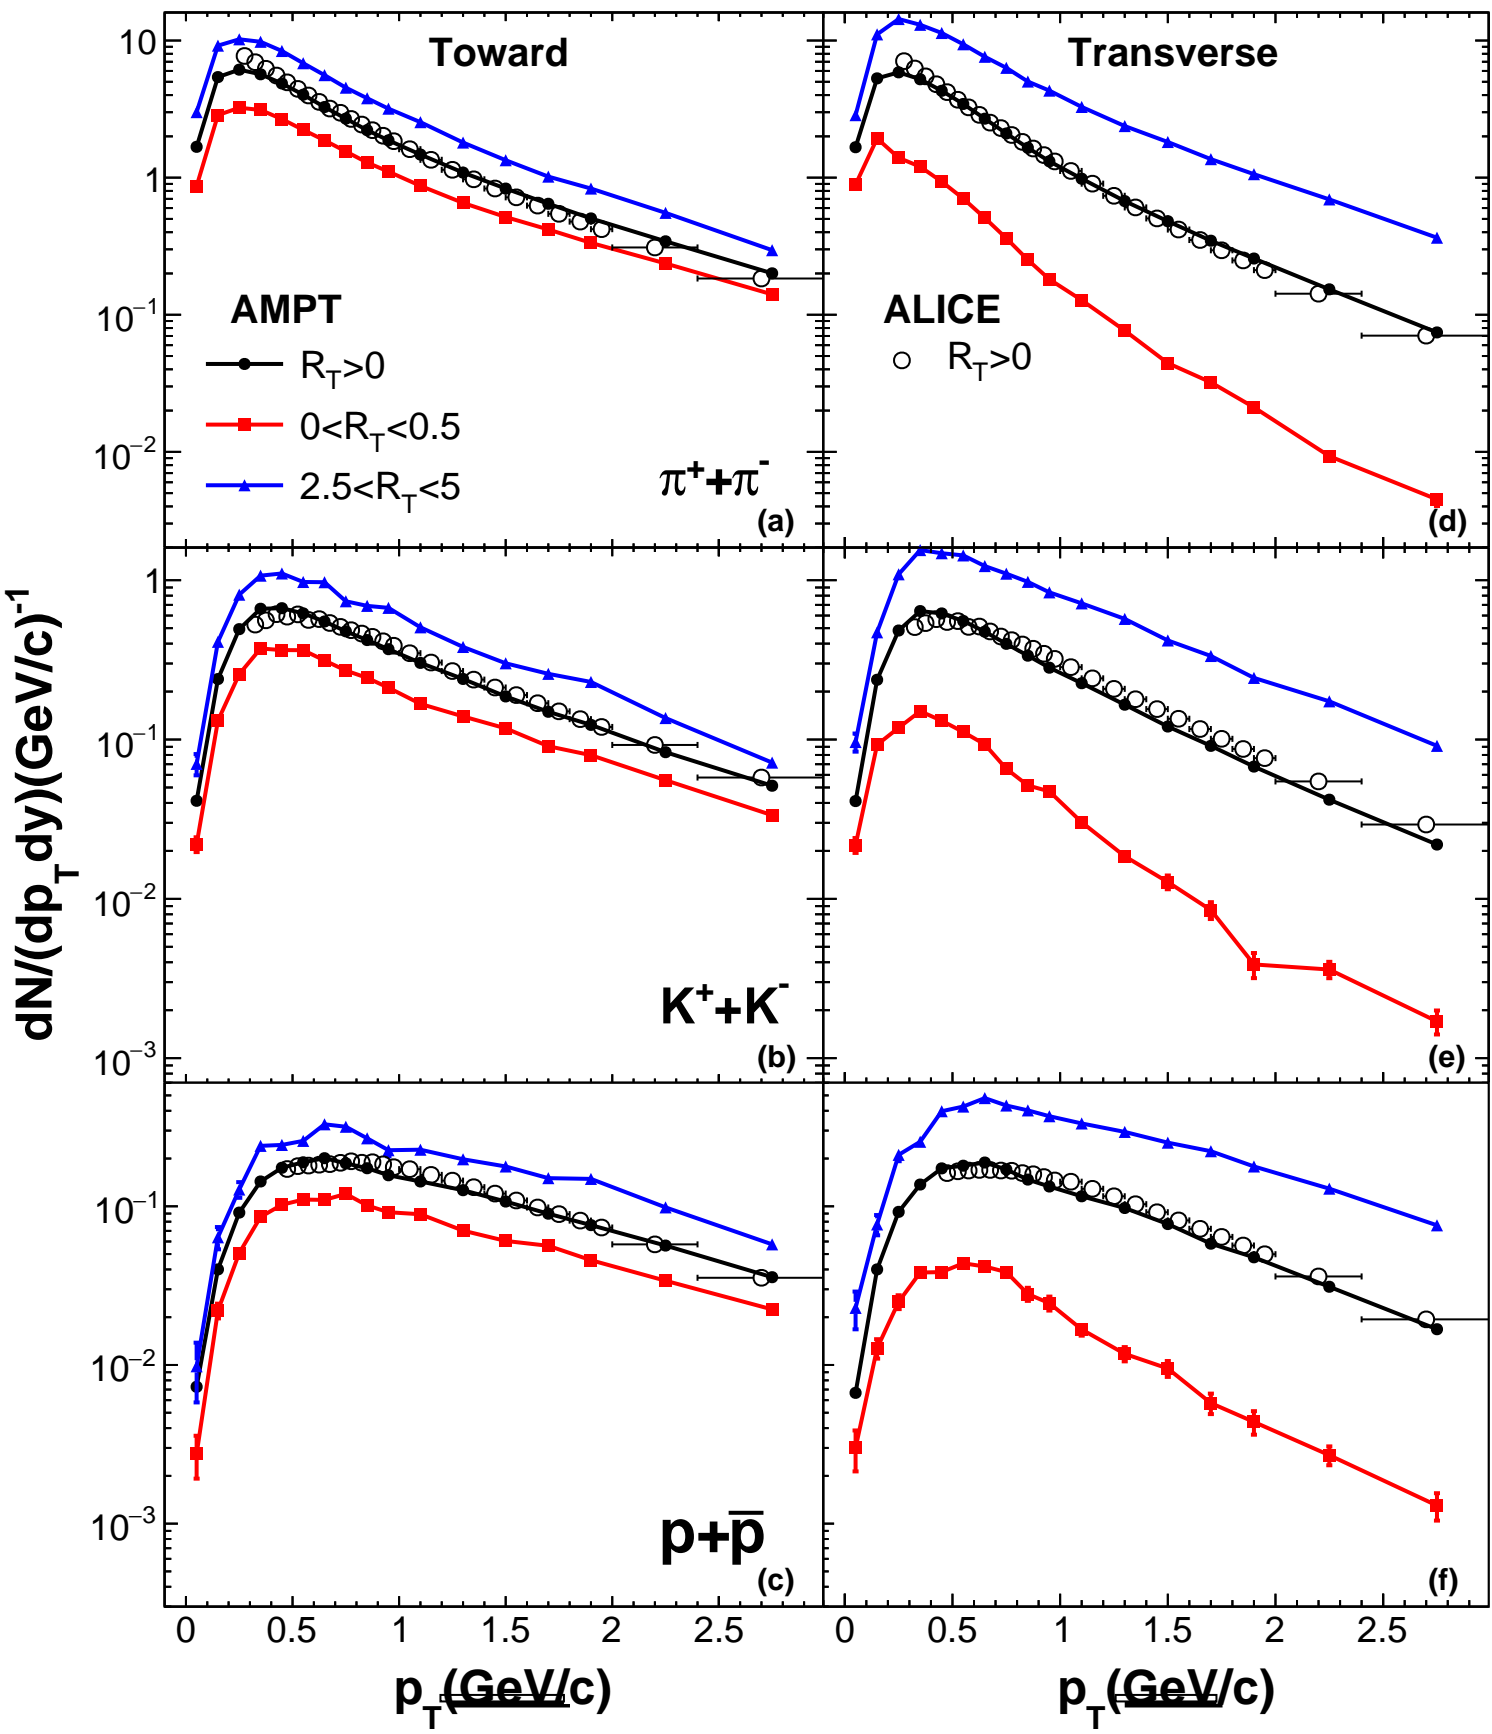 Toward
Transverse
10
1
10⁻¹
10⁻²
AMPT
R_T>0
0<R_T<0.5
2.5<R_T<5
ALICE
R_T>0
π⁺+π⁻
(a)
(d)
1
10⁻¹
10⁻²
10⁻³
K⁺+K⁻
(b)
(e)
dN/(dp_T dy)(GeV/c)⁻¹
10⁻¹
10⁻²
10⁻³
p+p̅
(c)
(f)
0 0.5 1 1.5 2 2.5
0 0.5 1 1.5 2 2.5
p_T(GeV/c)
p_T(GeV/c)